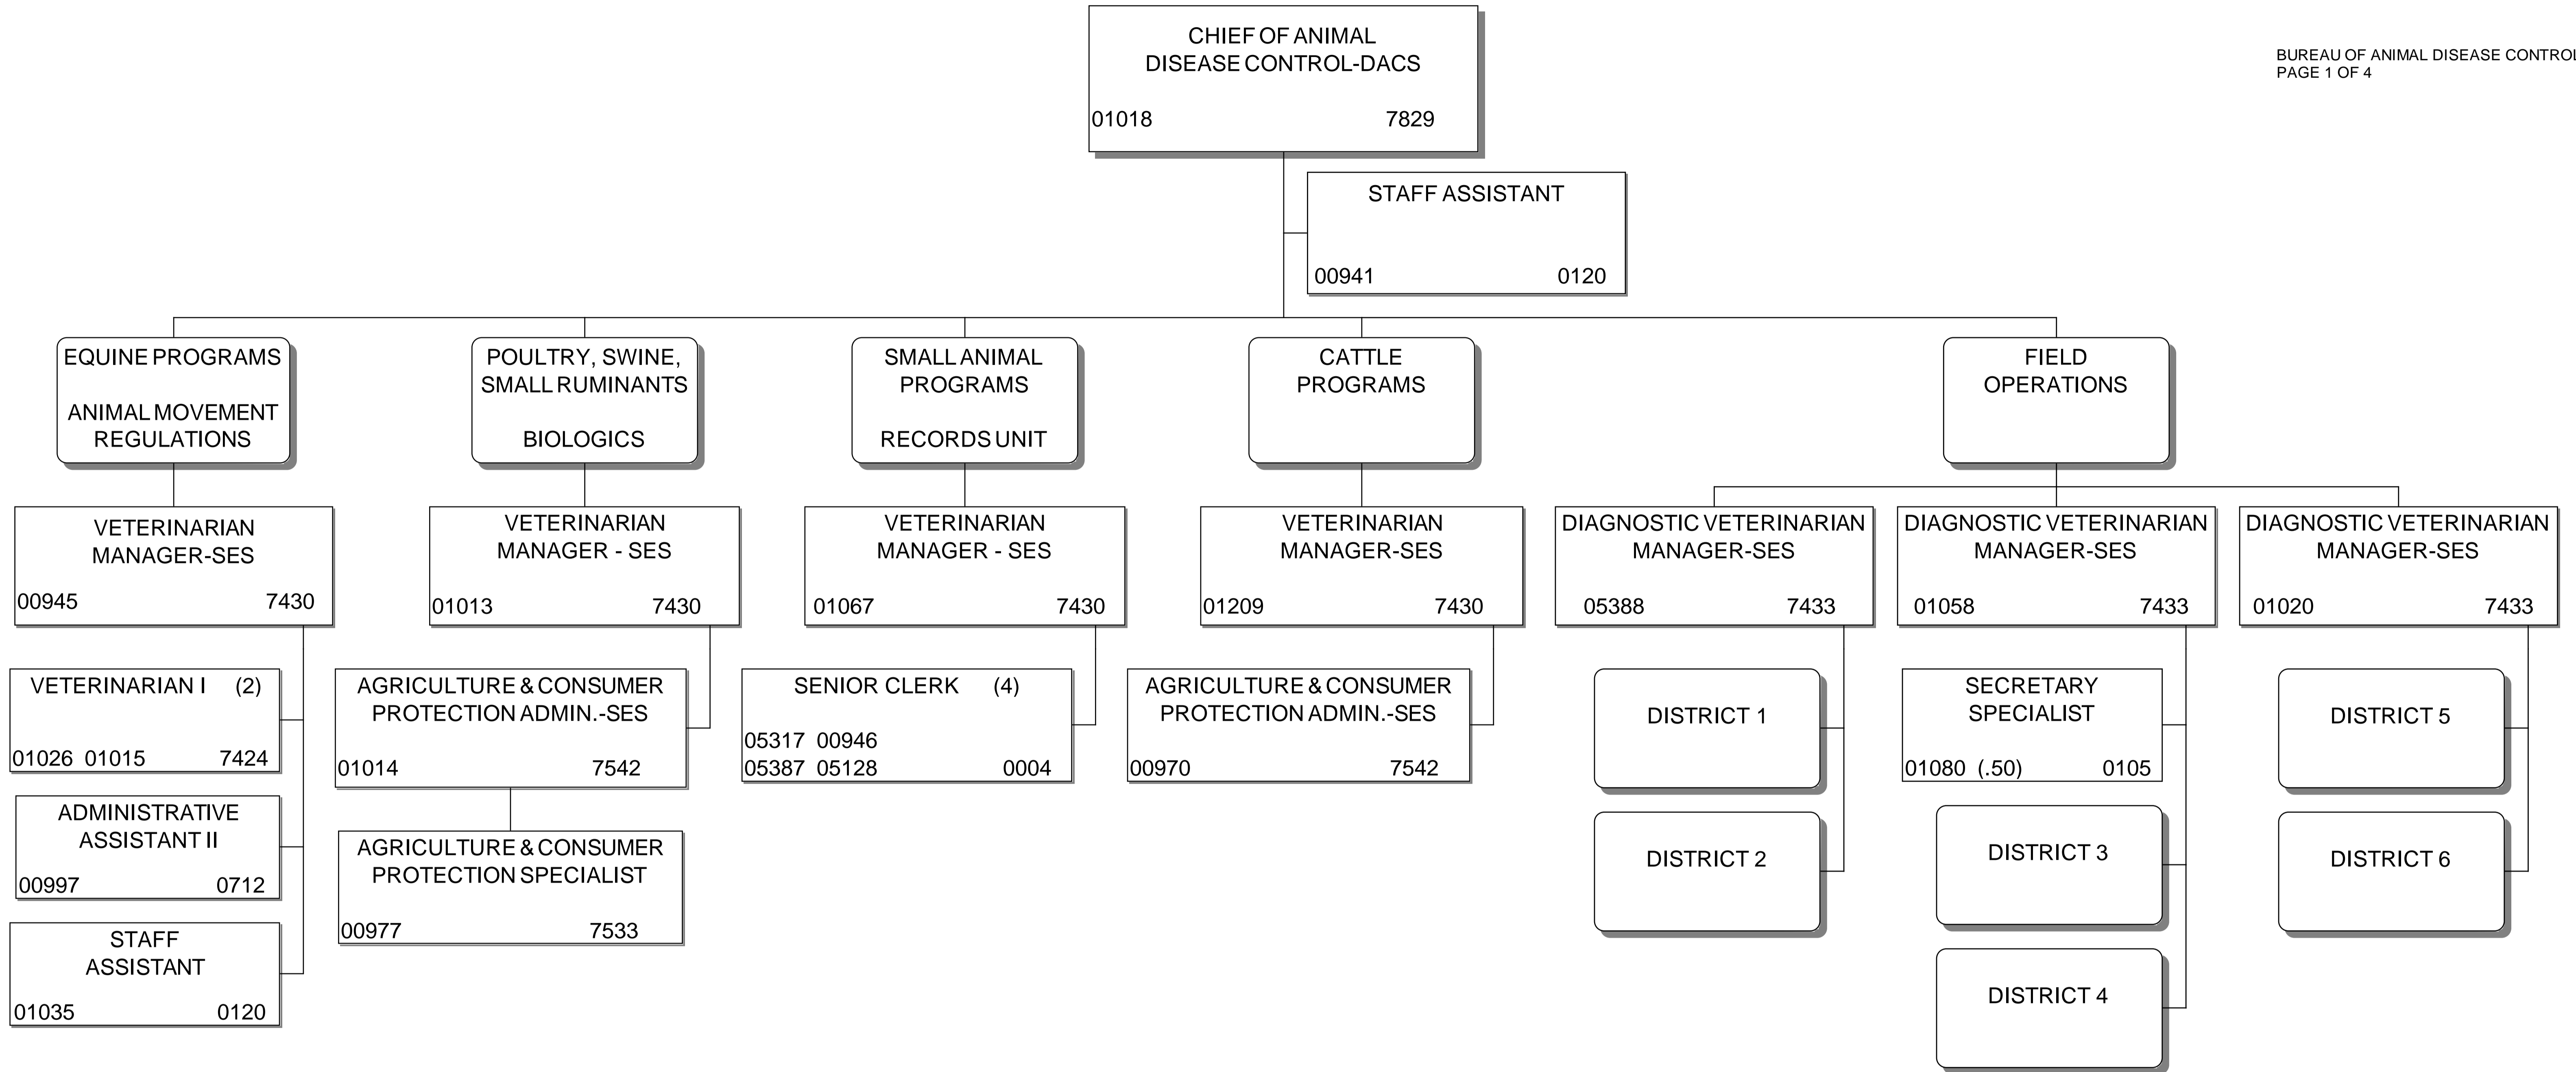 CHIEF OF ANIMAL
DISEASE CONTROL-DACS
01018 7829
BUREAU OF ANIMAL DISEASE CONTROL
PAGE 1 OF 4
STAFF ASSISTANT
00941 0120
EQUINE PROGRAMS
ANIMAL MOVEMENT
REGULATIONS
POULTRY, SWINE,
SMALL RUMINANTS
BIOLOGICS
SMALL ANIMAL
PROGRAMS
RECORDS UNIT
CATTLE
PROGRAMS
FIELD
OPERATIONS
VETERINARIAN
MANAGER-SES
00945 7430
VETERINARIAN
MANAGER - SES
01013 7430
VETERINARIAN
MANAGER - SES
01067 7430
VETERINARIAN
MANAGER-SES
01209 7430
DIAGNOSTIC VETERINARIAN
MANAGER-SES
05388 7433
DIAGNOSTIC VETERINARIAN
MANAGER-SES
01058 7433
DIAGNOSTIC VETERINARIAN
MANAGER-SES
01020 7433
VETERINARIAN I (2)
01026 01015 7424
ADMINISTRATIVE
ASSISTANT II
00997 0712
STAFF
ASSISTANT
01035 0120
AGRICULTURE & CONSUMER
PROTECTION ADMIN.-SES
01014 7542
AGRICULTURE & CONSUMER
PROTECTION SPECIALIST
00977 7533
SENIOR CLERK (4)
05317 00946
05387 05128 0004
AGRICULTURE & CONSUMER
PROTECTION ADMIN.-SES
00970 7542
DISTRICT 1
DISTRICT 2
SECRETARY
SPECIALIST
01080 (.50) 0105
DISTRICT 3
DISTRICT 4
DISTRICT 5
DISTRICT 6